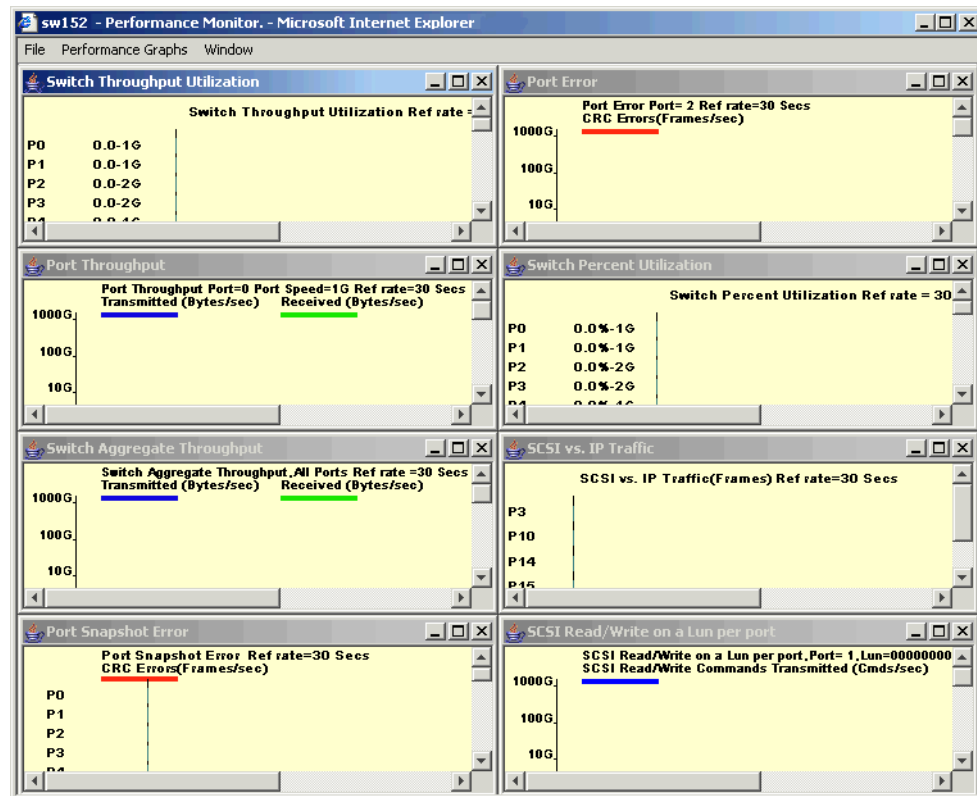 sw152 - Performance Monitor. - Microsoft Internet Explorer
File Performance Graphs Window
Switch Throughput Utilization
Switch Throughput Utilization Ref rate =
P0 0.0-1G
P1 0.0-1G
P2 0.0-2G
P3 0.0-2G
Port Error
Port Error Port= 2 Ref rate=30 Secs
CRC Errors(Frames/sec)
1000G
100G
10G
Port Throughput
Port Throughput Port=0 Port Speed=1G Ref rate=30 Secs
Transmitted (Bytes/sec) Received (Bytes/sec)
1000G
100G
10G
Switch Percent Utilization
Switch Percent Utilization Ref rate = 30
P0 0.0%-1G
P1 0.0%-1G
P2 0.0%-2G
P3 0.0%-2G
Switch Aggregate Throughput
Switch Aggregate Throughput,All Ports Ref rate =30 Secs
Transmitted (Bytes/sec) Received (Bytes/sec)
1000G
100G
10G
SCSI vs. IP Traffic
SCSI vs. IP Traffic(Frames) Ref rate=30 Secs
P3
P10
P14
P15
Port Snapshot Error
Port Snapshot Error Ref rate=30 Secs
CRC Errors(Frames/sec)
P0
P1
P2
P3
SCSI Read/Write on a Lun per port
SCSI Read/Write on a Lun per port,Port= 1,Lun=00000000
SCSI Read/Write Commands Transmitted (Cmds/sec)
1000G
100G
10G